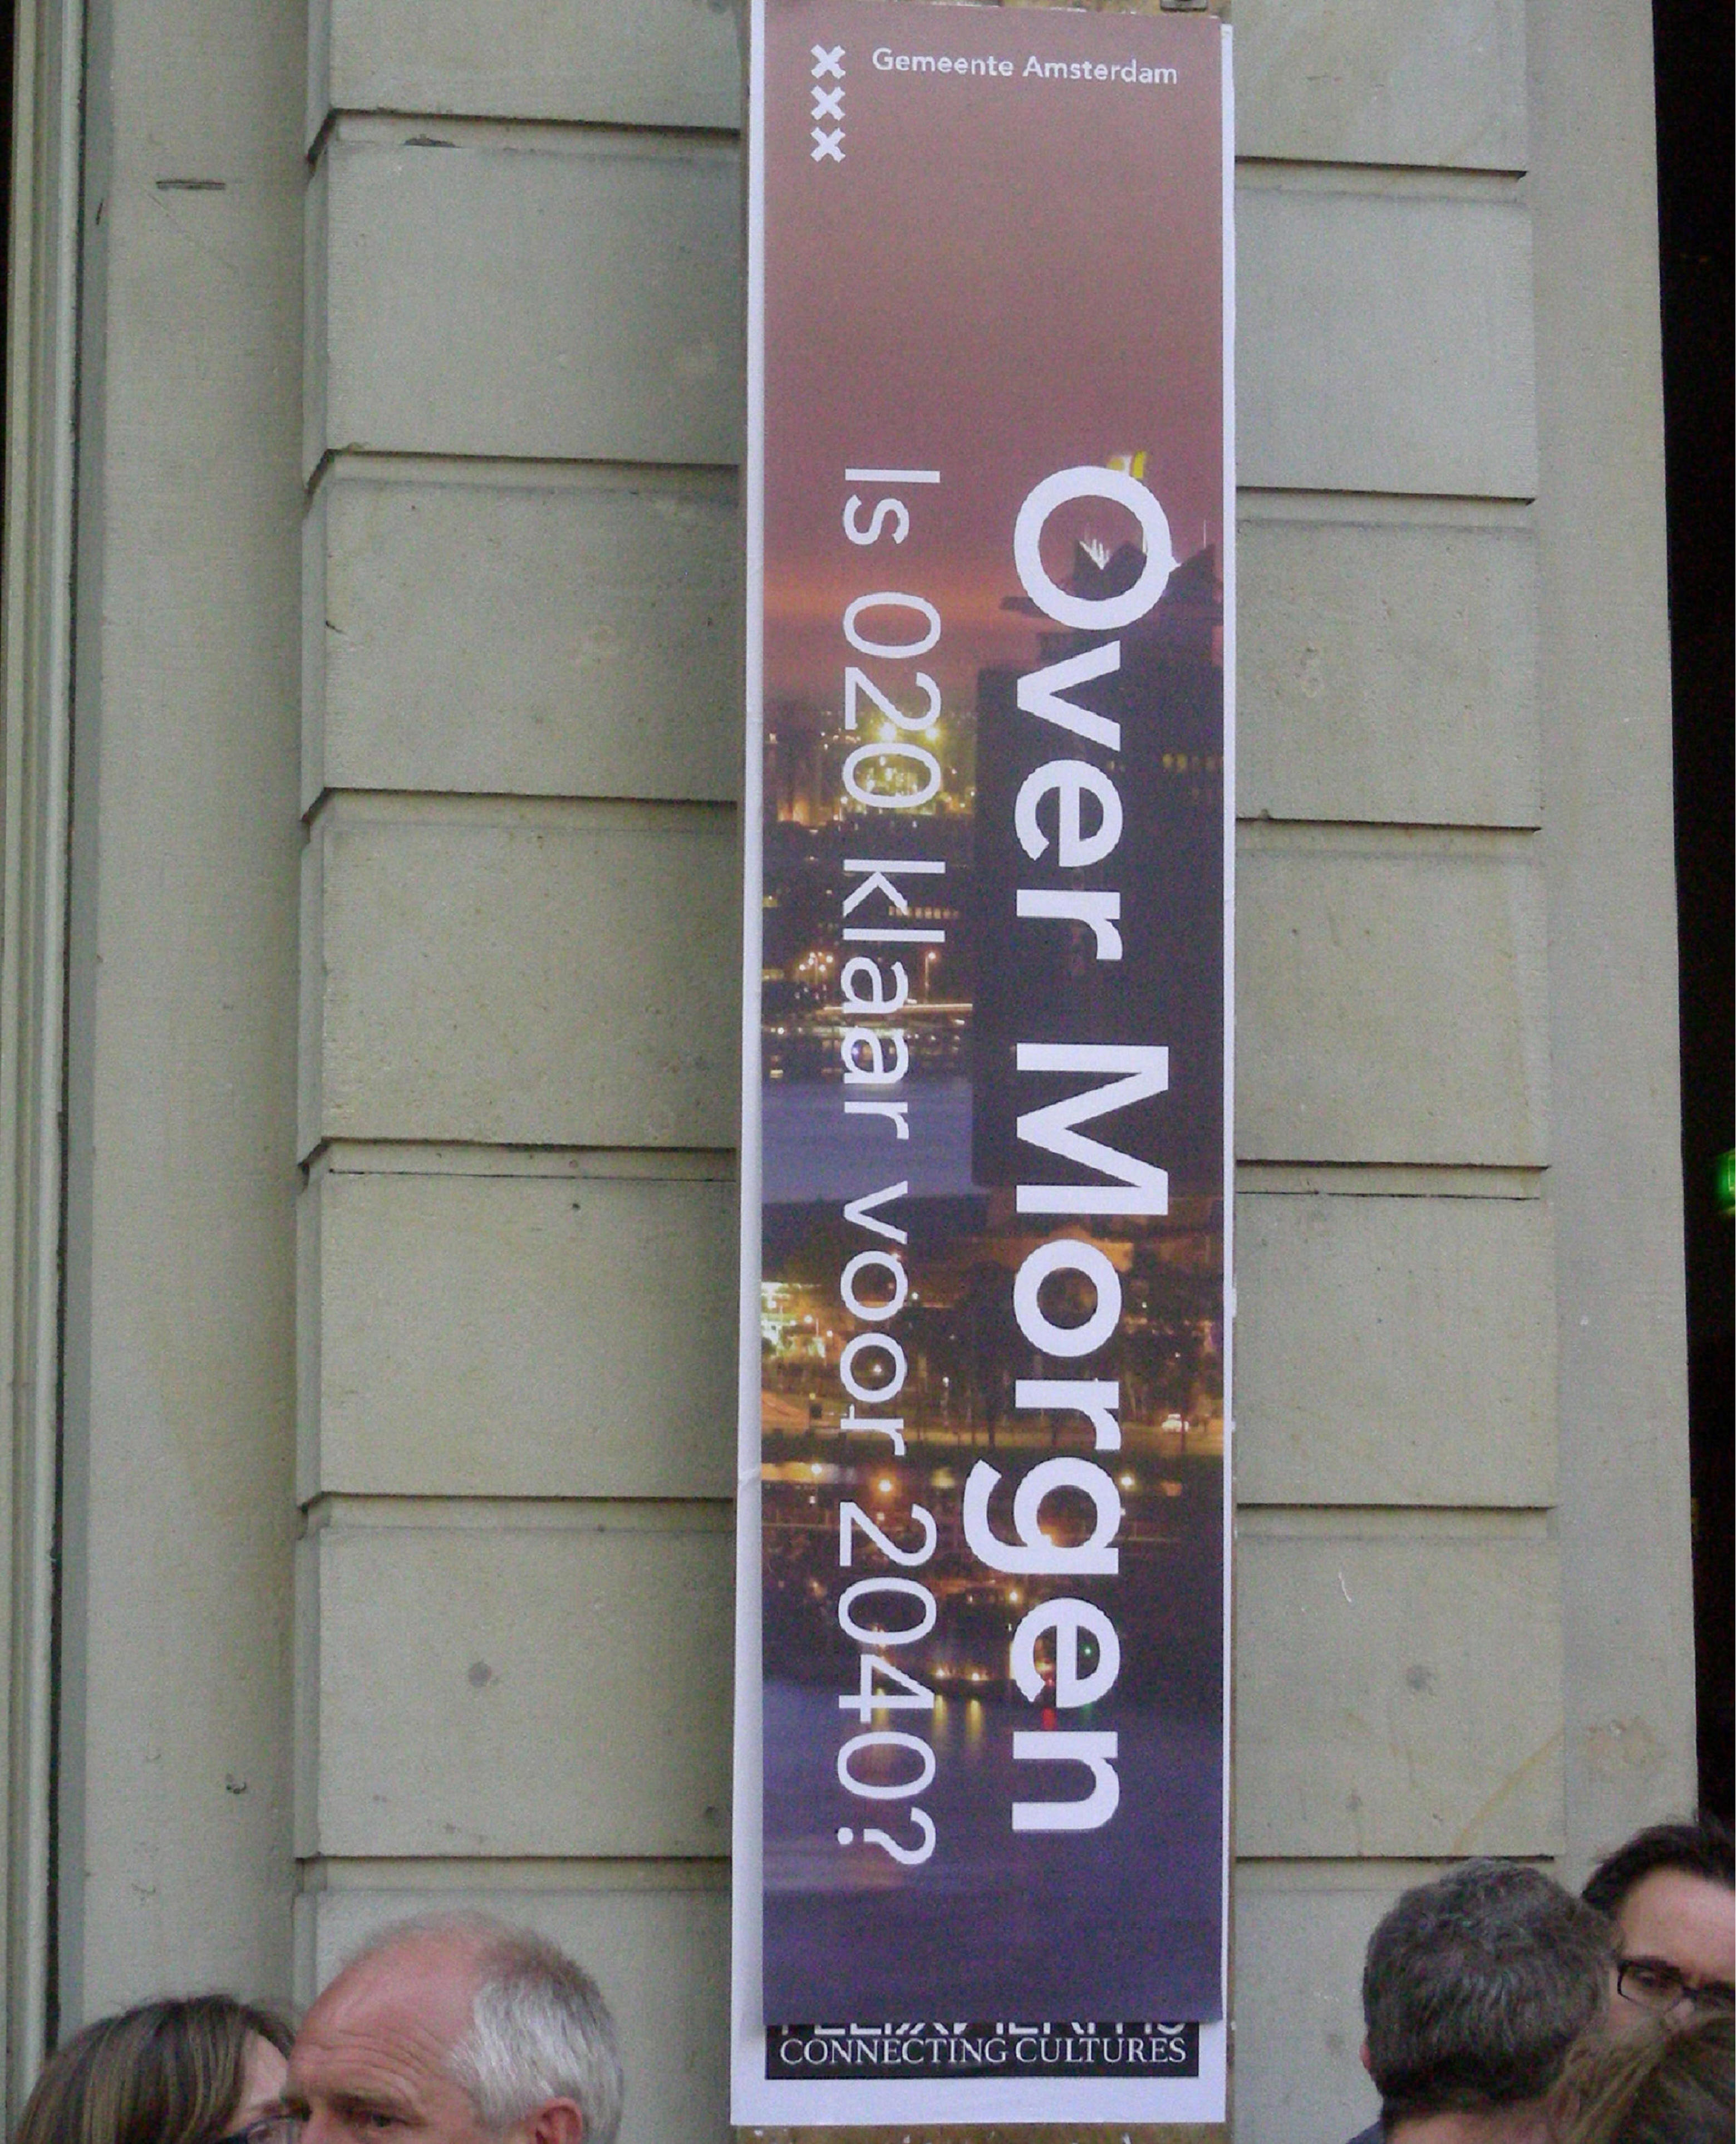 Gemeente Amsterdam
Over Morgen
Is 020 klaar voor 2040?
CONNECTING CULTURES